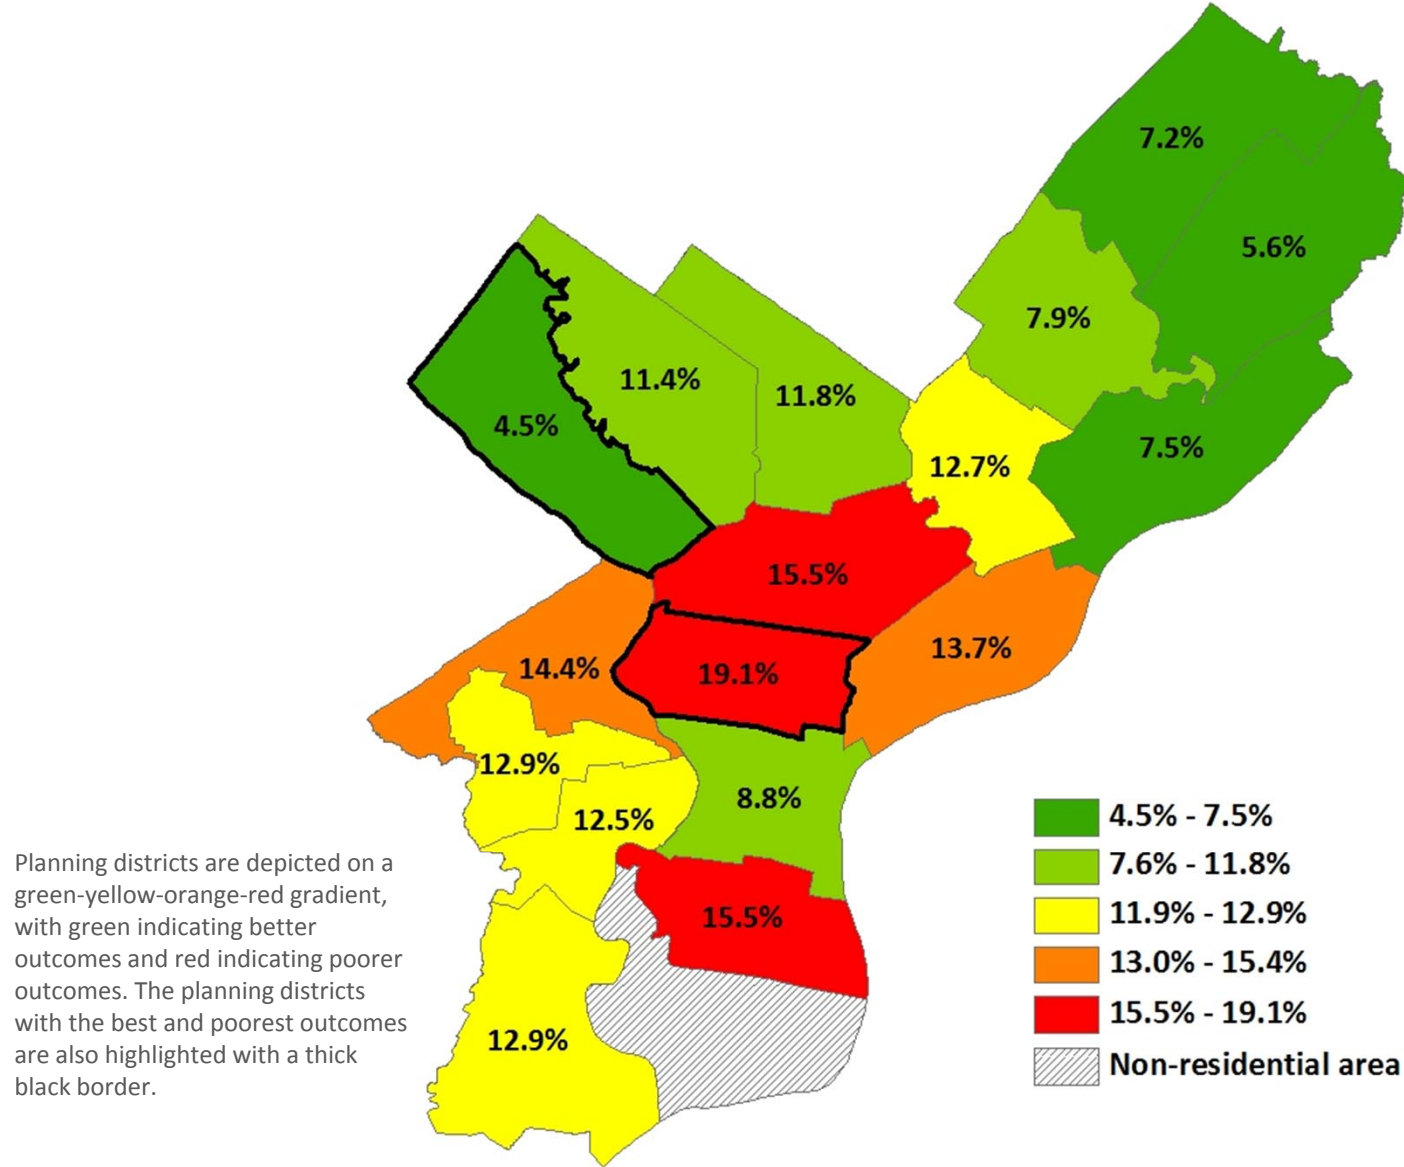 7.2%
5.6%
7.9%
11.4%
11.8%
4.5%
12.7%
7.5%
15.5%
13.7%
14.4%
19.1%
12.9%
8.8%
12.5%
15.5%
12.9%
Planning districts are depicted on a
green-yellow-orange-red gradient,
with green indicating better
outcomes and red indicating poorer
outcomes. The planning districts
with the best and poorest outcomes
are also highlighted with a thick
black border.
4.5% - 7.5%
7.6% - 11.8%
11.9% - 12.9%
13.0% - 15.4%
15.5% - 19.1%
Non-residential area